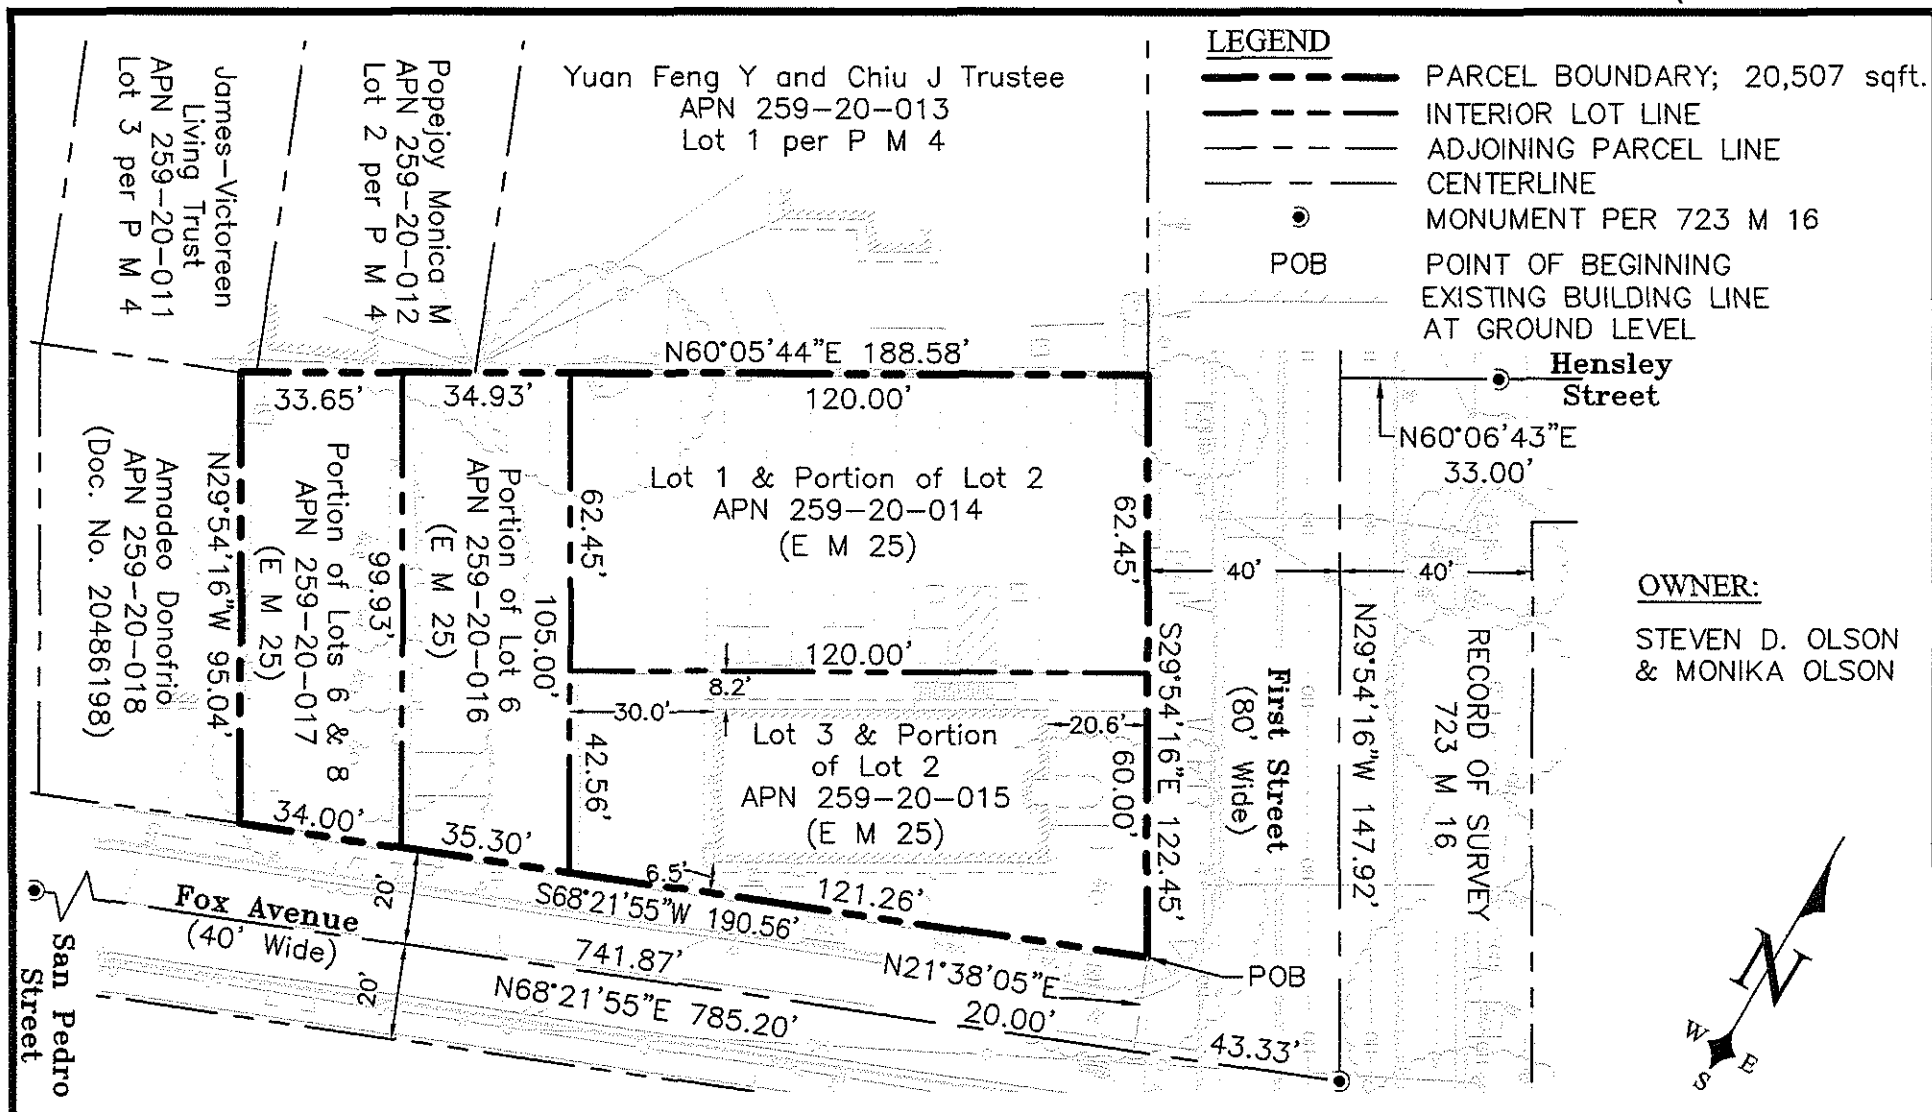 LEGEND
PARCEL BOUNDARY; 20,507 sqft.
INTERIOR LOT LINE
ADJOINING PARCEL LINE
CENTERLINE
MONUMENT PER 723 M 16
POB
POINT OF BEGINNING
EXISTING BUILDING LINE
AT GROUND LEVEL
James-Victoreen
Living Trust
APN 259-20-011
Lot 3 per P M 4
Popejoy Monica M
APN 259-20-012
Lot 2 per P M 4
Yuan Feng Y and Chiu J Trustee
APN 259-20-013
Lot 1 per P M 4
N60°05'44"E 188.58'
33.65'
34.93'
120.00'
Hensley
Street
N60°06'43"E
33.00'
Amadeo Donofrio
APN 259-20-018
(Doc. No. 20486198)
N29°54'16"W 95.04'
Portion of Lots 6 & 8
APN 259-20-017
(E M 25)
99.93'
Portion of Lot 6
APN 259-20-016
(E M 25)
105.00'
62.45'
Lot 1 & Portion of Lot 2
APN 259-20-014
(E M 25)
62.45'
40'
40'
120.00'
8.2'
30.0'
20.6'
42.56'
Lot 3 & Portion
of Lot 2
APN 259-20-015
(E M 25)
60.00'
S29°54'16"E 122.45'
First Street
(80' Wide)
N29°54'16"W 147.92'
RECORD OF SURVEY
723 M 16
OWNER:
STEVEN D. OLSON
& MONIKA OLSON
34.00'
35.30'
6.5'
121.26'
S68°21'55"W 190.56'
20'
20'
Fox Avenue
(40' Wide)
741.87'
N68°21'55"E 785.20'
N21°38'05"E
20.00'
POB
43.33'
San Pedro
Street
N
W
E
S